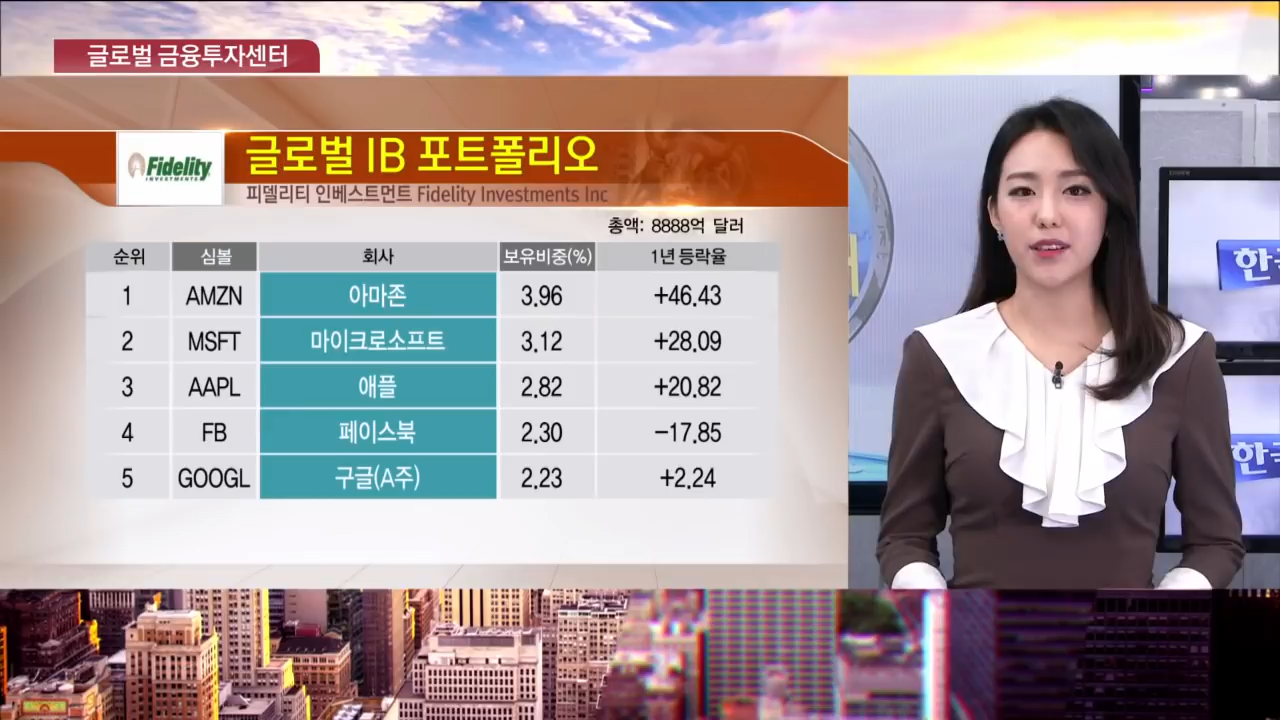 글로벌 금융투자센터
Fidelity
INVESTMENTS
글로벌 IB 포트폴리오
피델리티 인베스트먼트 Fidelity Investments Inc
총액: 8888억 달러
순위 심볼 회사 보유비중(%) 1년 등락율
1 AMZN 아마존 3.96 +46.43
2 MSFT 마이크로소프트 3.12 +28.09
3 AAPL 애플 2.82 +20.82
4 FB 페이스북 2.30 -17.85
5 GOOGL 구글(A주) 2.23 +2.24